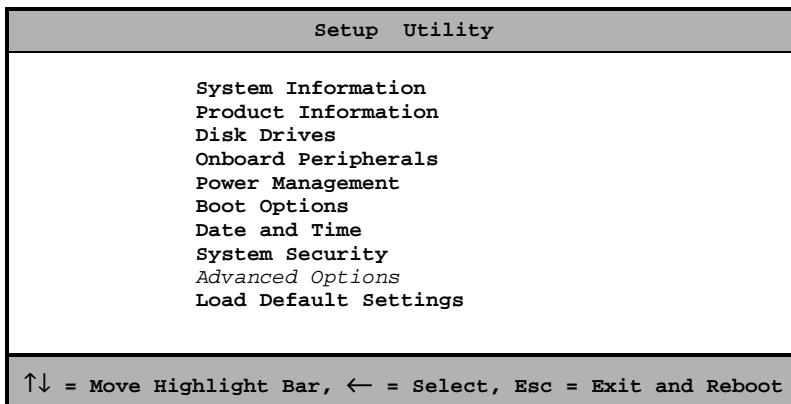 Setup Utility
System Information
Product Information
Disk Drives
Onboard Peripherals
Power Management
Boot Options
Date and Time
System Security
Advanced Options
Load Default Settings
↑↓ = Move Highlight Bar, ← = Select, Esc = Exit and Reboot